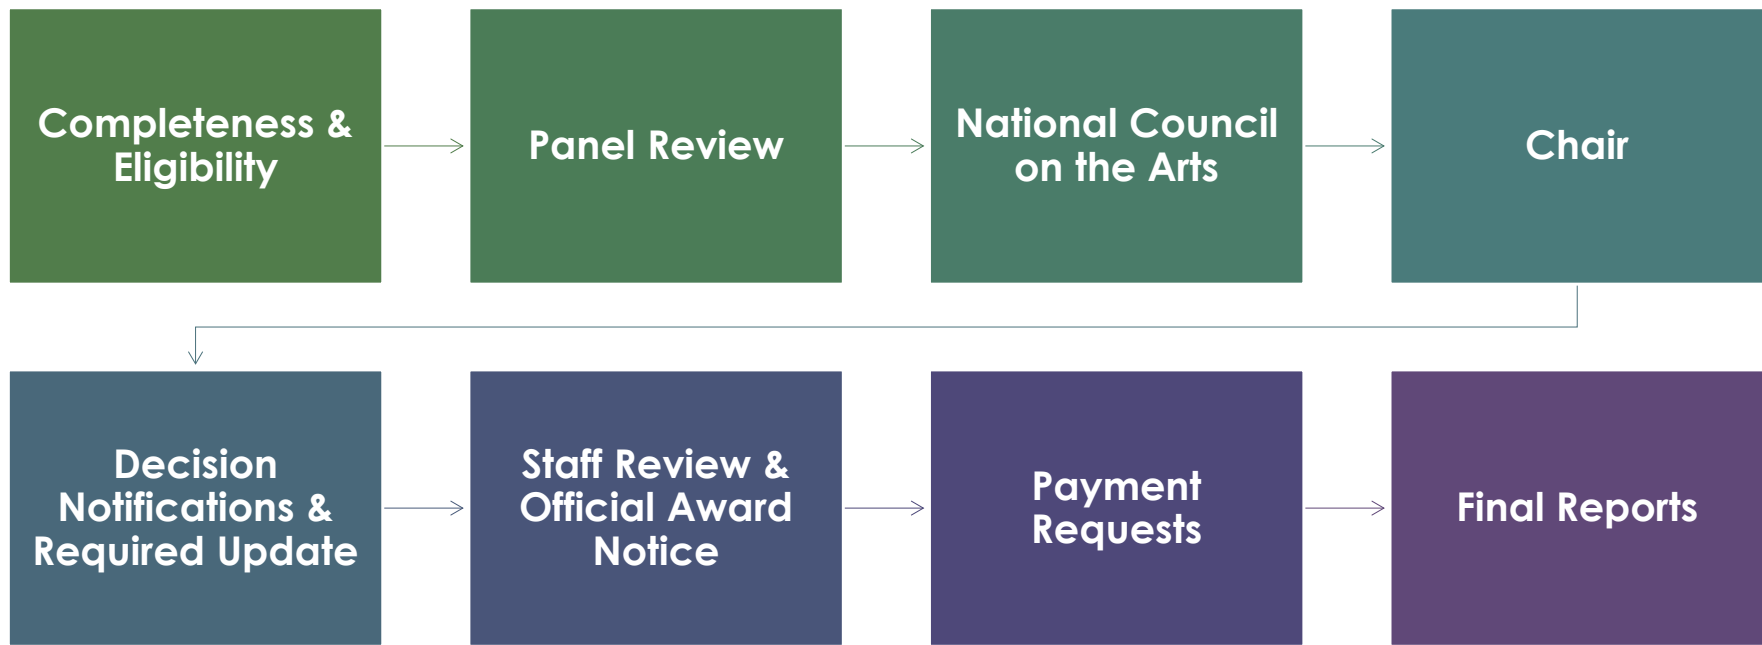 Completeness &
Eligibility
Panel Review
National Council
on the Arts
Chair
Decision
Notifications &
Required Update
Staff Review &
Official Award
Notice
Payment
Requests
Final Reports